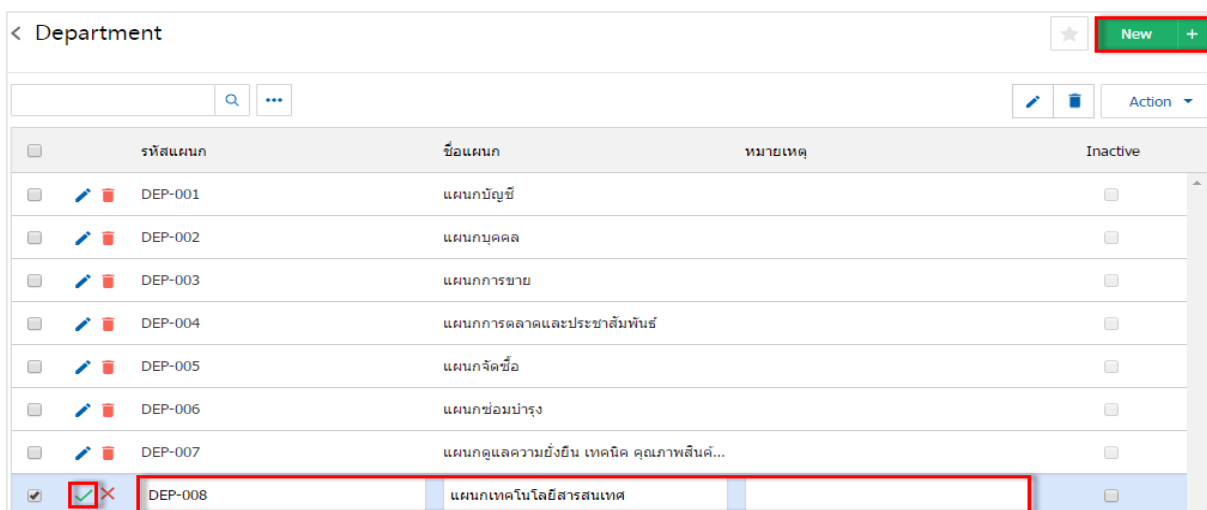 < Department
New +
Action
รหัสแผนก ชื่อแผนก หมายเหตุ Inactive
DEP-001 แผนกบัญชี
DEP-002 แผนกบุคคล
DEP-003 แผนกการขาย
DEP-004 แผนกการตลาดและประชาสัมพันธ์
DEP-005 แผนกจัดซื้อ
DEP-006 แผนกซ่อมบำรุง
DEP-007 แผนกดูแลความยั่งยืน เทคนิค คุณภาพสินค้...
DEP-008 แผนกเทคโนโลยีสารสนเทศ